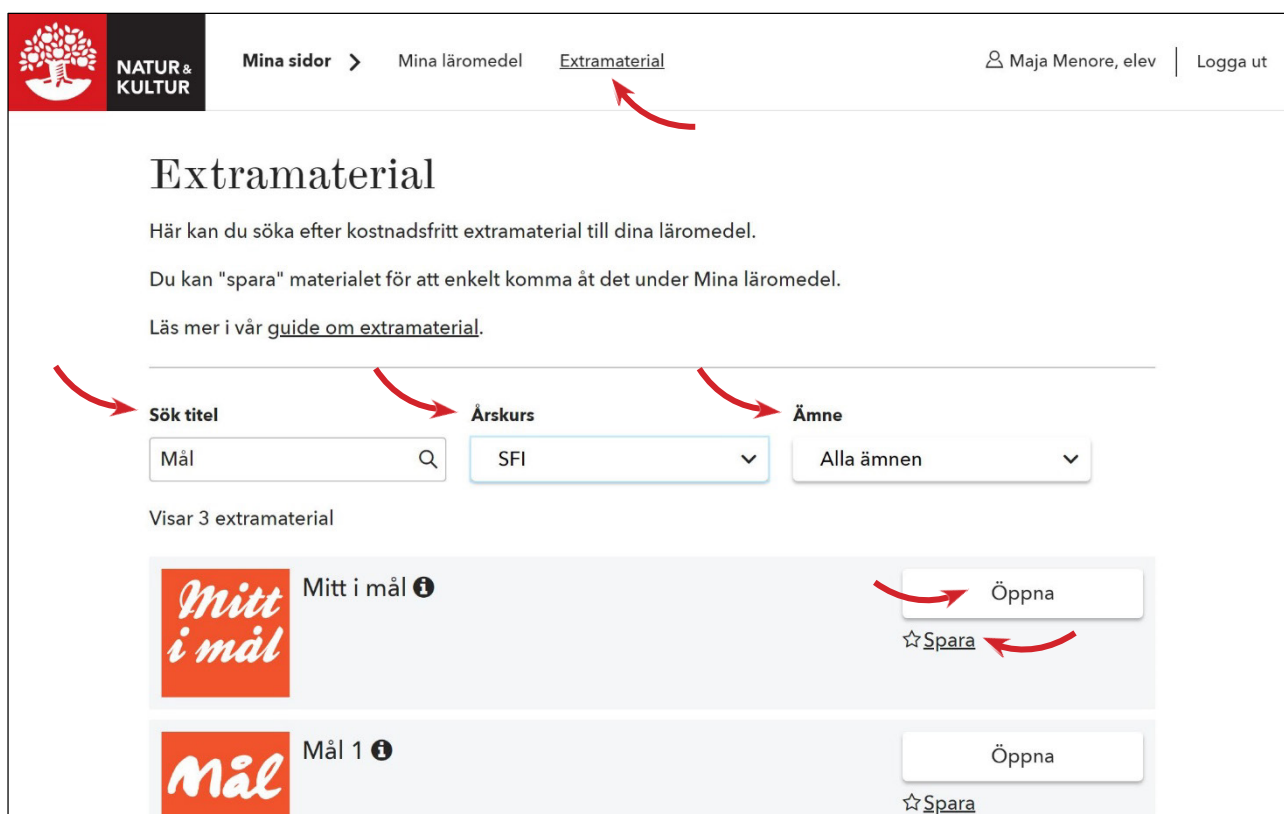 NATUR &
KULTUR
Mina sidor
Mina läromedel
Extramaterial
Maja Menore, elev
Logga ut
Extramaterial
Här kan du söka efter kostnadsfritt extramaterial till dina läromedel.
Du kan "spara" materialet för att enkelt komma åt det under Mina läromedel.
Läs mer i vår guide om extramaterial.
Sök titel
Årskurs
Ämne
Mål
SFI
Alla ämnen
Visar 3 extramaterial
Mitt
i mål
Mitt i mål
Öppna
Spara
Mål
Mål 1
Öppna
Spara